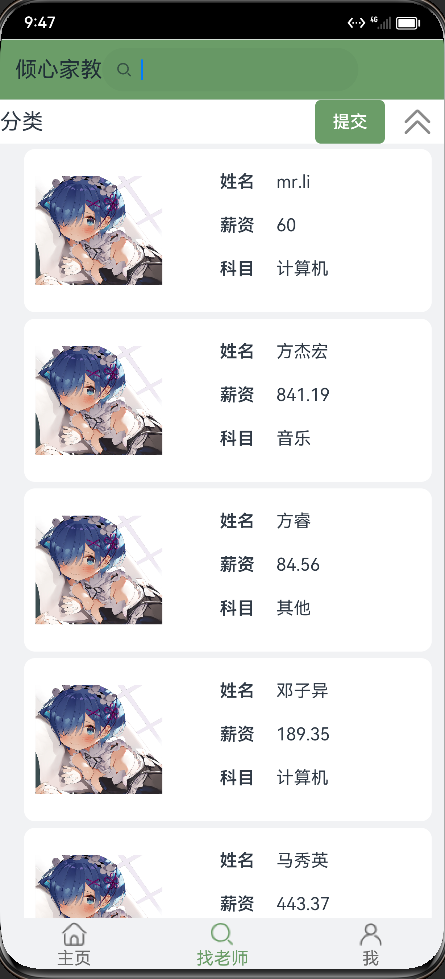 9:47
4G
倾心家教
分类
提交
姓名 mr.li
薪资 60
科目 计算机
姓名 方杰宏
薪资 841.19
科目 音乐
姓名 方睿
薪资 84.56
科目 其他
姓名 邓子异
薪资 189.35
科目 计算机
姓名 马秀英
薪资 443.37
主页 找老师 我